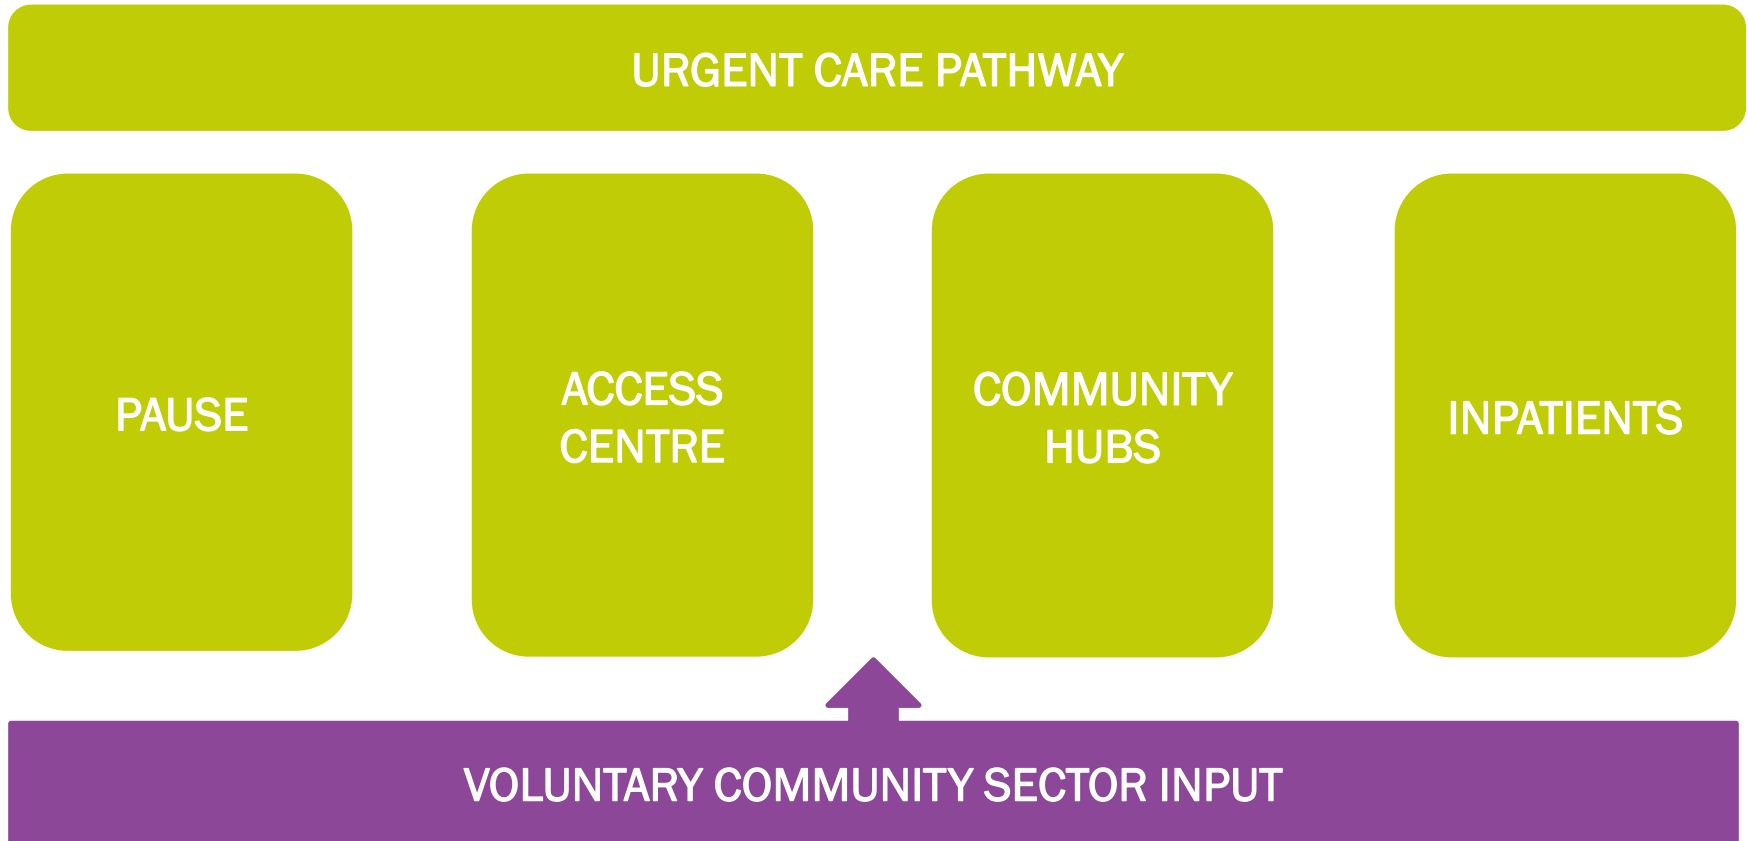 URGENT CARE PATHWAY
PAUSE
ACCESS
CENTRE
COMMUNITY
HUBS
INPATIENTS
VOLUNTARY COMMUNITY SECTOR INPUT